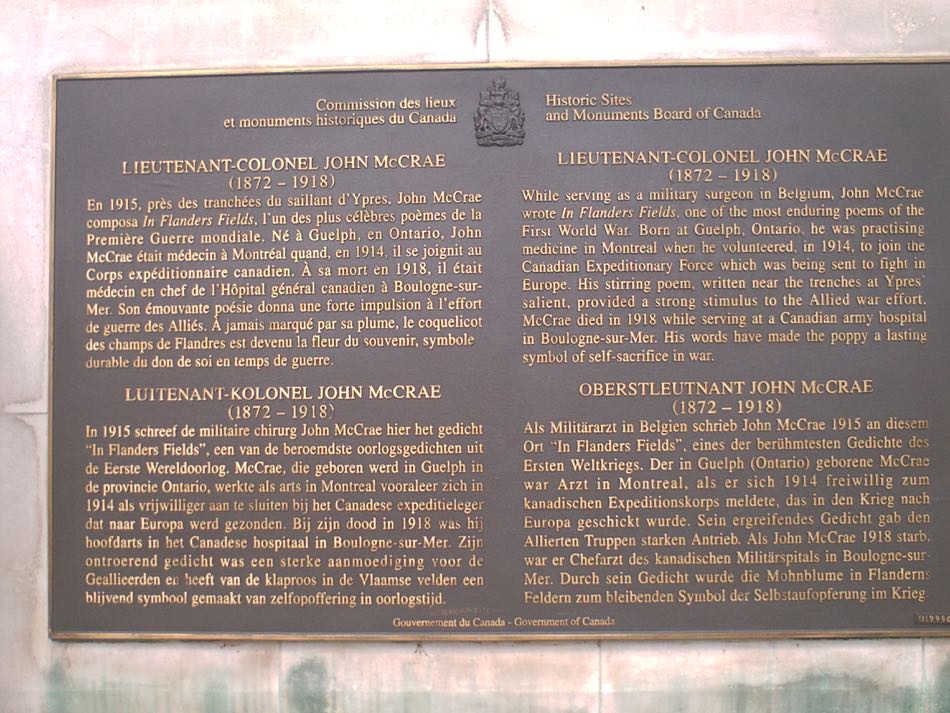 Commission des lieux
et monuments historiques du Canada
Historic Sites
and Monuments Board of Canada
LIEUTENANT-COLONEL JOHN McCRAE
(1872 – 1918)
En 1915, près des tranchées du saillant d'Ypres, John McCrae
composa In Flanders Fields, l'un des plus célèbres poèmes de la
Première Guerre mondiale. Né à Guelph, en Ontario, John
McCrae était médecin à Montréal quand, en 1914, il se joignit au
Corps expéditionnaire canadien. À sa mort en 1918, il était
médecin en chef de l'Hôpital général canadien à Boulogne-sur-
Mer. Son émouvante poésie donna une forte impulsion à l'effort
de guerre des Alliés. À jamais marqué par sa plume, le coquelicot
des champs de Flandres est devenu la fleur du souvenir, symbole
durable du don de soi en temps de guerre.
LIEUTENANT-COLONEL JOHN McCRAE
(1872 – 1918)
While serving as a military surgeon in Belgium, John McCrae
wrote In Flanders Fields, one of the most enduring poems of the
First World War. Born at Guelph, Ontario, he was practising
medicine in Montreal when he volunteered, in 1914, to join the
Canadian Expeditionary Force which was being sent to fight in
Europe. His stirring poem, written near the trenches at Ypres'
salient, provided a strong stimulus to the Allied war effort.
McCrae died in 1918 while serving at a Canadian army hospital
in Boulogne-sur-Mer. His words have made the poppy a lasting
symbol of self-sacrifice in war.
LUITENANT-KOLONEL JOHN McCRAE
(1872 – 1918)
In 1915 schreef de militaire chirurg John McCrae hier het gedicht
"In Flanders Fields", een van de beroemdste oorlogsgedichten uit
de Eerste Wereldoorlog. McCrae, die geboren werd in Guelph in
de provincie Ontario, werkte als arts in Montreal vooraleer zich in
1914 als vrijwilliger aan te sluiten bij het Canadese expeditieleger
dat naar Europa werd gezonden. Bij zijn dood in 1918 was hij
hoofdarts in het Canadese hospitaal in Boulogne-sur-Mer. Zijn
ontroerend gedicht was een sterke aanmoediging voor de
Geallieerden en heeft van de klaproos in de Vlaamse velden een
blijvend symbool gemaakt van zelfopoffering in oorlogstijd.
OBERSTLEUTNANT JOHN McCRAE
(1872 – 1918)
Als Militärarzt in Belgien schrieb John McCrae 1915 an diesem
Ort "In Flanders Fields", eines der berühmtesten Gedichte des
Ersten Weltkriegs. Der in Guelph (Ontario) geborene McCrae
war Arzt in Montreal, als er sich 1914 freiwillig zum
kanadischen Expeditionskorps meldete, das in den Krieg nach
Europa geschickt wurde. Sein ergreifendes Gedicht gab den
Allierten Truppen starken Antrieb. Als John McCrae 1918 starb,
war er Chefarzt des kanadischen Militärspitals in Boulogne-sur-
Mer. Durch sein Gedicht wurde die Mohnblume in Flanderns
Feldern zum bleibenden Symbol der Selbstaufopferung im Krieg
Gouvernement du Canada - Government of Canada